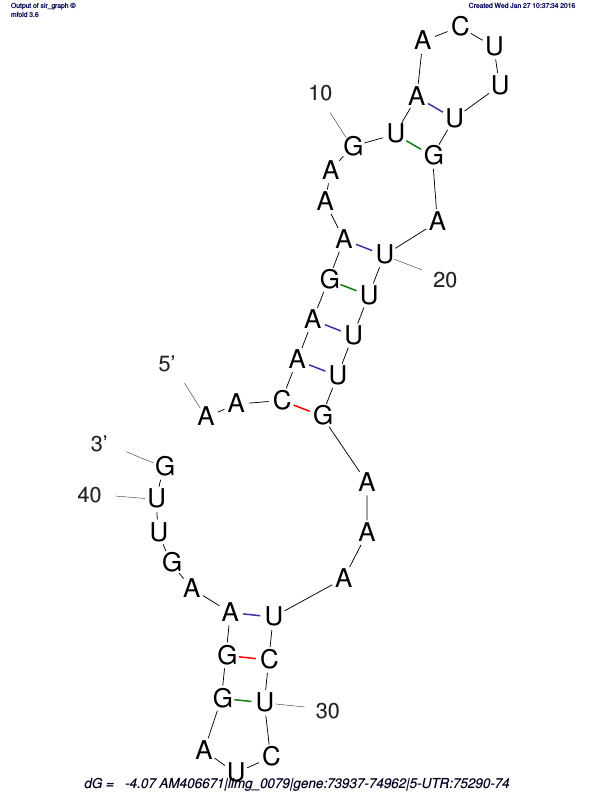 Output of sir_graph ©
mfold 3.6
Created Wed Jan 27 10:37:34 2016
C
A U
U
10 A
U
U
G G
A
A
A
A U
20
G U
A U
A U
5’
A A C G
3’
G
A
40 U
U A
G
A
A
A U
G C
G U 30
A C
U
dG = -4.07 AM406671|llmg_0079|gene:73937-74962|5-UTR:75290-74